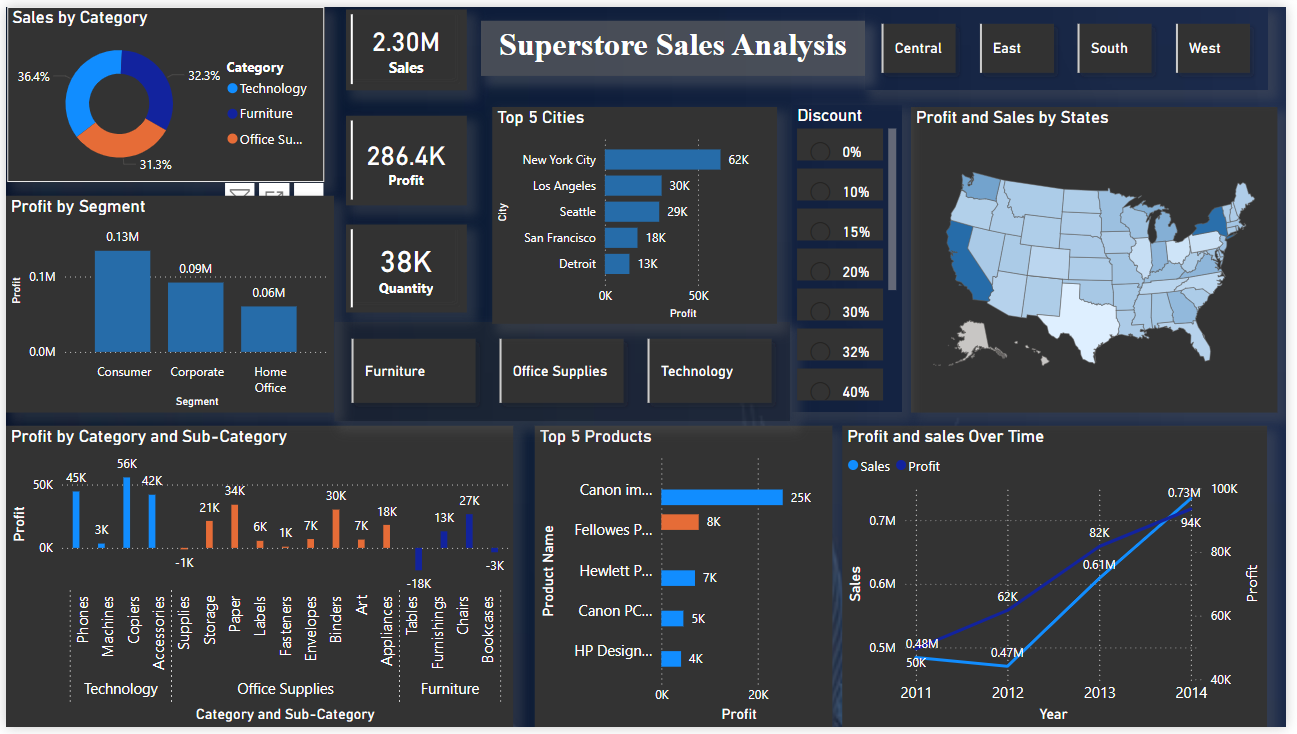 Sales by Category
36.4%
32.3%
31.3%
Category
Technology
Furniture
Office Su...
2.30M
Sales
Superstore Sales Analysis
Central
East
South
West
286.4K
Profit
38K
Quantity
Top 5 Cities
City
New York City
62K
Los Angeles
30K
Seattle
29K
San Francisco
18K
Detroit
13K
0K
50K
Profit
Discount
0%
10%
15%
20%
30%
32%
40%
Profit and Sales by States
Profit by Segment
Profit
0.1M
0.0M
0.13M
0.09M
0.06M
Consumer
Corporate
Home
Office
Segment
Furniture
Office Supplies
Technology
Profit by Category and Sub-Category
Profit
50K
0K
45K
3K
56K
42K
-1K
21K
34K
6K
1K
7K
30K
7K
18K
-18K
13K
27K
-3K
Phones
Machines
Copiers
Accessories
Supplies
Storage
Paper
Labels
Fasteners
Envelopes
Binders
Art
Appliances
Tables
Furnishings
Chairs
Bookcases
Technology
Office Supplies
Furniture
Category and Sub-Category
Top 5 Products
Product Name
Canon im...
25K
Fellowes P...
8K
Hewlett P...
7K
Canon PC...
5K
HP Design...
4K
0K
20K
Profit
Profit and sales Over Time
Sales
Profit
Sales
0.7M
0.6M
0.5M
0.48M
50K
0.47M
62K
82K
0.61M
0.73M
94K
100K
80K
60K
40K
Profit
2011
2012
2013
2014
Year